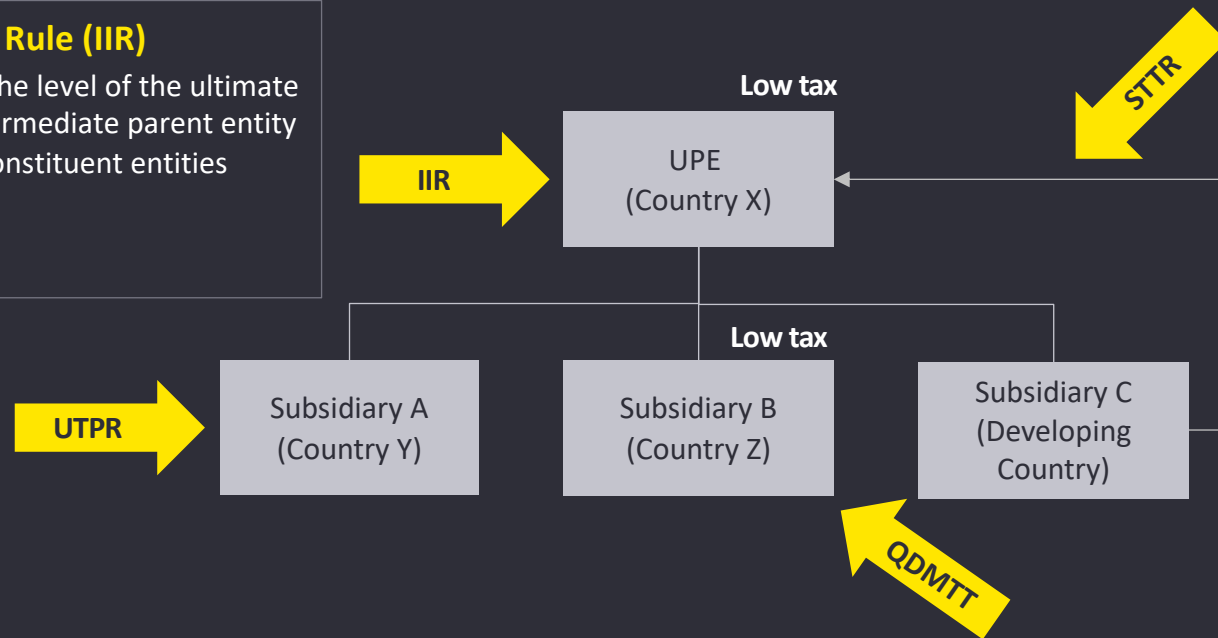 Rule (IIR)
he level of the ultimate
ermediate parent entity
onstituent entities
Low tax
STTR
UPE
(Country X)
IIR
Low tax
Subsidiary A
(Country Y)
Subsidiary B
(Country Z)
Subsidiary C
(Developing
Country)
UTPR
QDMTT